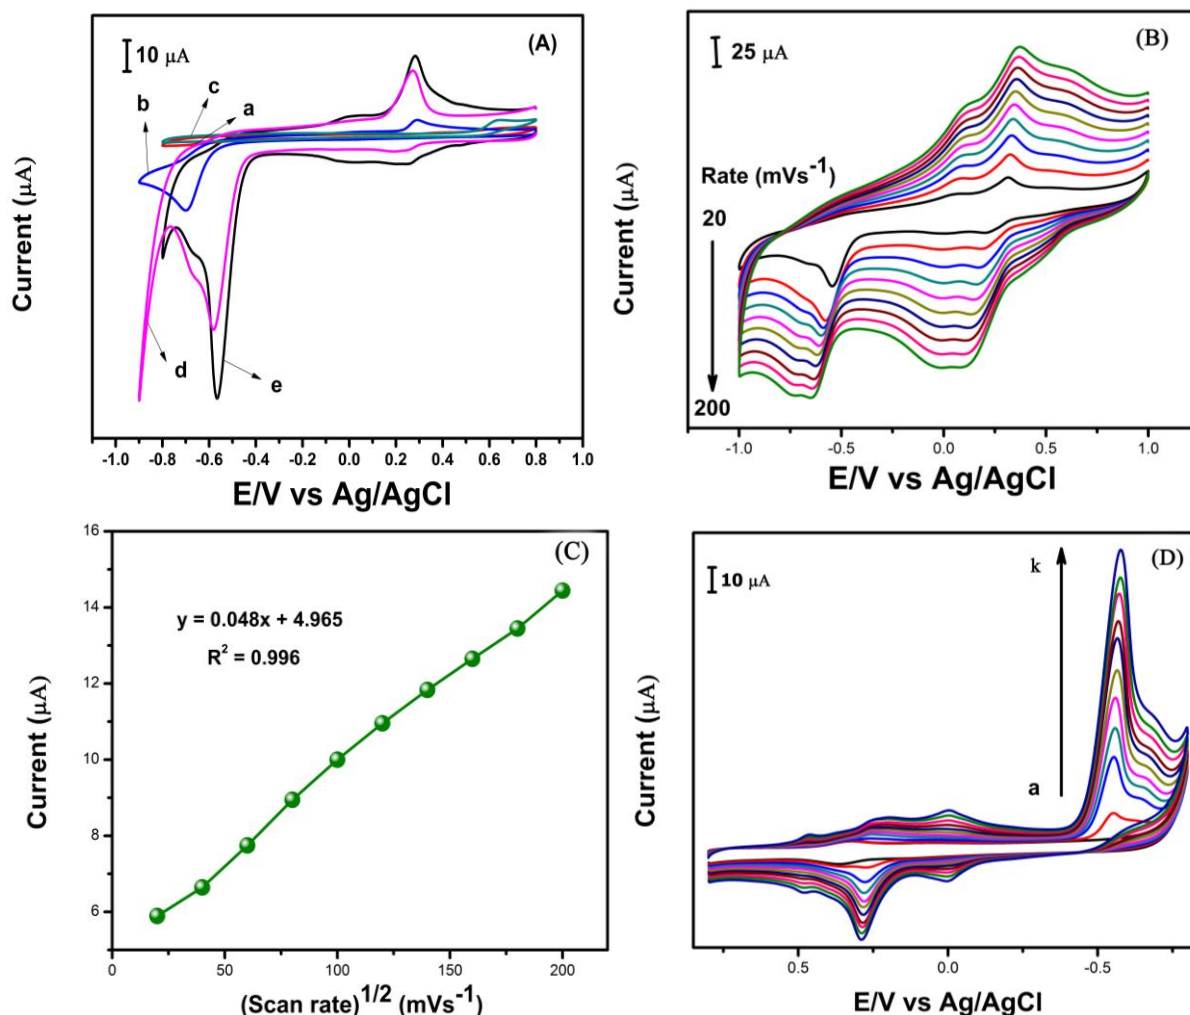 (A)
10 μA
b
c
a
d
e
Current (μA)
-1.0 -0.8 -0.6 -0.4 -0.2 0.0 0.2 0.4 0.6 0.8 1.0
E/V vs Ag/AgCl
(B)
25 μA
Rate (mVs-1)
20
200
Current (μA)
-1.0 -0.5 0.0 0.5 1.0
E/V vs Ag/AgCl
(C)
y = 0.048x + 4.965
R2 = 0.996
16
14
12
10
8
6
Current (μA)
0 25 50 75 100 125 150 175 200
(Scan rate)1/2 (mVs-1)
(D)
10 μA
k
a
Current (μA)
0.5 0.0 -0.5
E/V vs Ag/AgCl